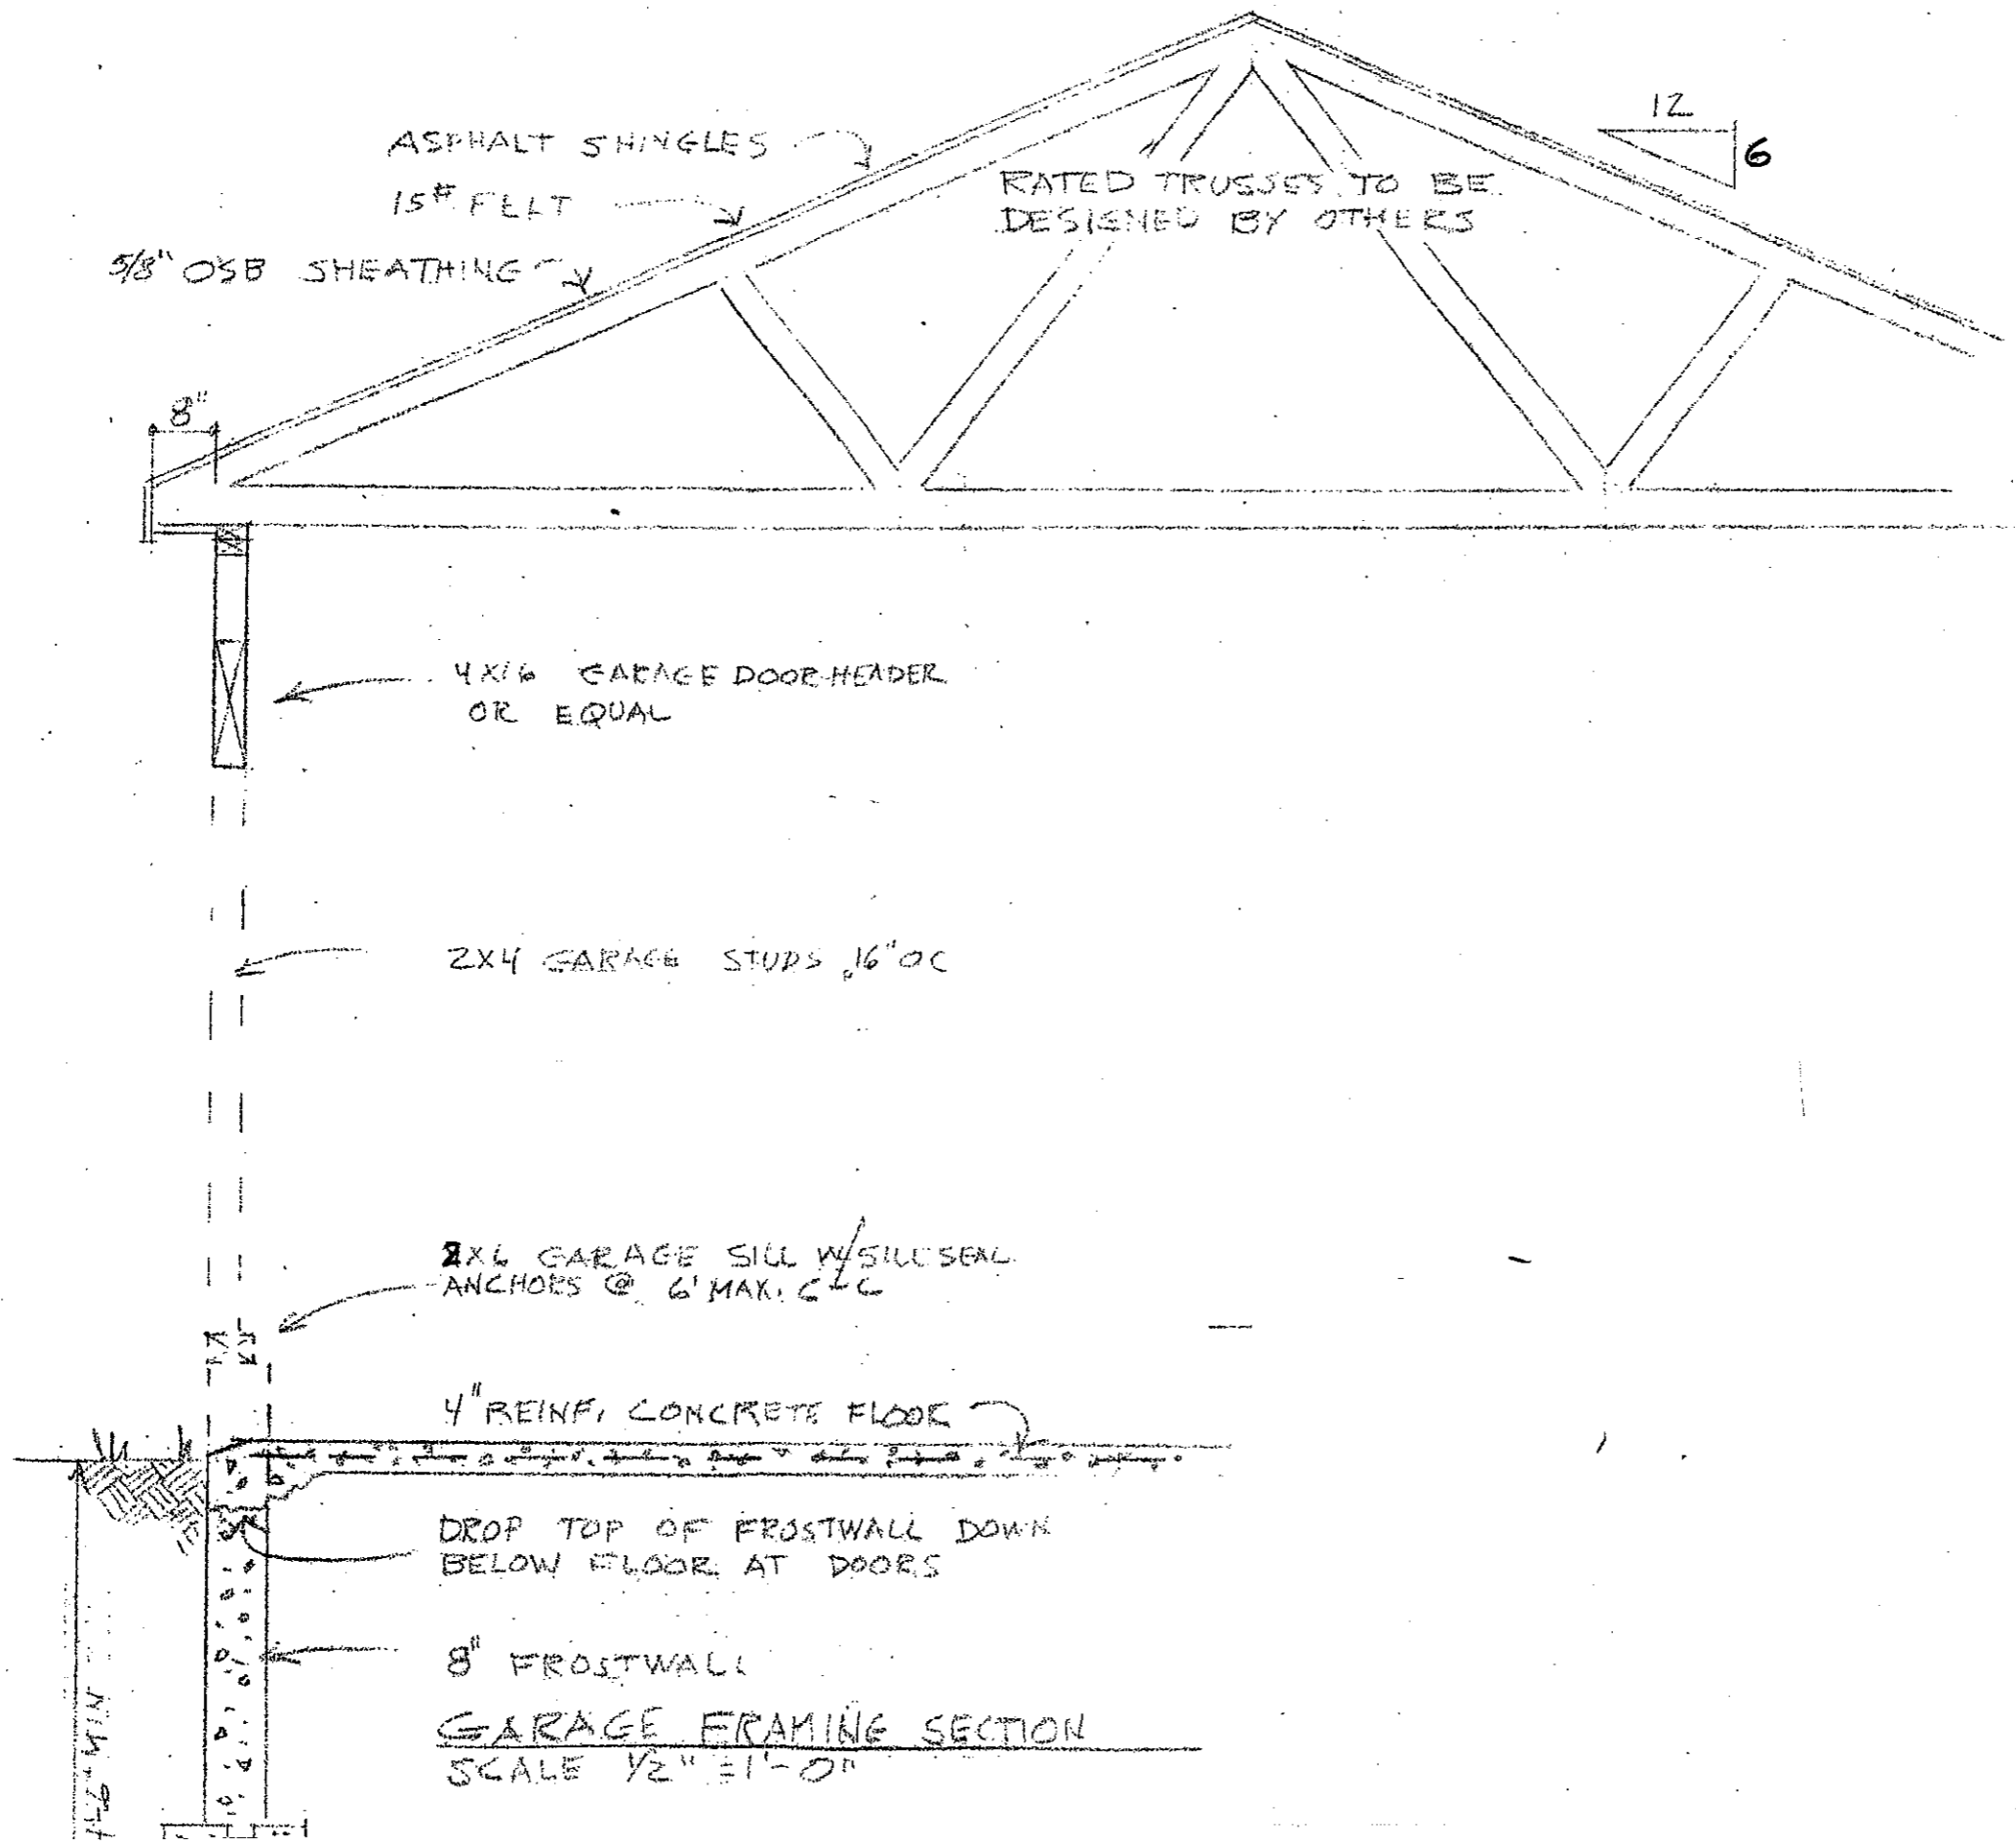 12
6
ASPHALT SHINGLES
15# FELT
5/8" OSB SHEATHING
RATED TRUSSES TO BE
DESIGNED BY OTHERS
8"
4X16 GARAGE DOOR HEADER
OR EQUAL
2X4 GARAGE STUDS, 16" OC
2X6 GARAGE SILL W/SILL SEAL
ANCHORS @ 6' MAX. C-C
4" REINF. CONCRETE FLOOR
DROP TOP OF FROSTWALL DOWN
BELOW FLOOR AT DOORS
8" FROSTWALL
GARAGE FRAMING SECTION
SCALE 1/2" = 1'-0"
MIN